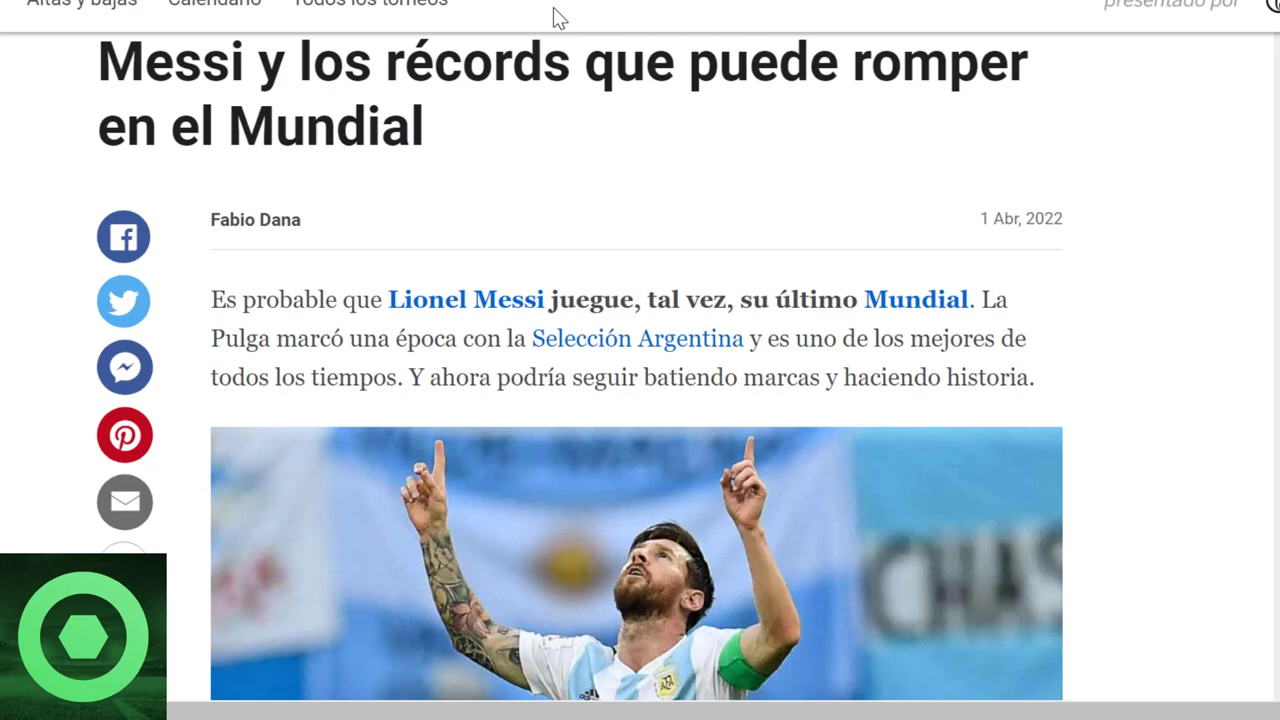 Altas y bajas Calendario Todos los torneos presentado por
Messi y los récords que puede romper
en el Mundial
Fabio Dana 1 Abr, 2022
Es probable que Lionel Messi juegue, tal vez, su último Mundial. La
Pulga marcó una época con la Selección Argentina y es uno de los mejores de
todos los tiempos. Y ahora podría seguir batiendo marcas y haciendo historia.
CHAS
AFA